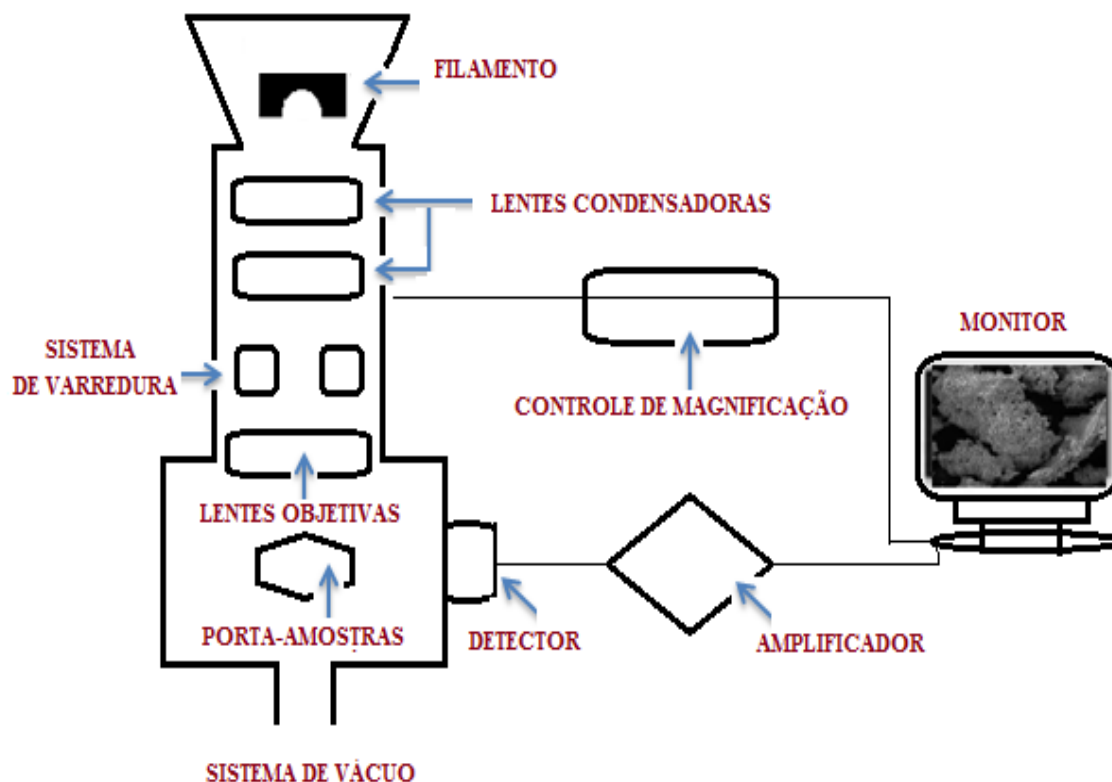 FILAMENTO
LENTES CONDENSADORAS
MONITOR
SISTEMA
DE VARREDURA
CONTROLE DE MAGNIFICAÇÃO
LENTES OBJETIVAS
PORTA-AMOSTRAS
DETECTOR
AMPLIFICADOR
SISTEMA DE VÁCUO